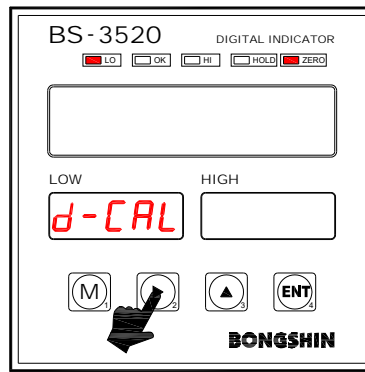 BS-3520 DIGITAL INDICATOR
LO OK HI HOLD ZERO
LOW HIGH
d-CAL
M 1 2 ▲ 3 ENT 4
BONGSHIN